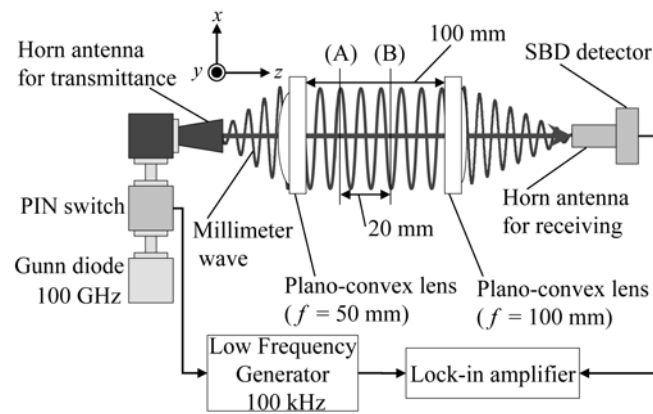 x
y
z
(A)
(B)
100 mm
Horn antenna
for transmittance
SBD detector
PIN switch
Millimeter
wave
20 mm
Horn antenna
for receiving
Gunn diode
100 GHz
Plano-convex lens
(f = 50 mm)
Plano-convex lens
(f = 100 mm)
Low Frequency
Generator
100 kHz
Lock-in amplifier